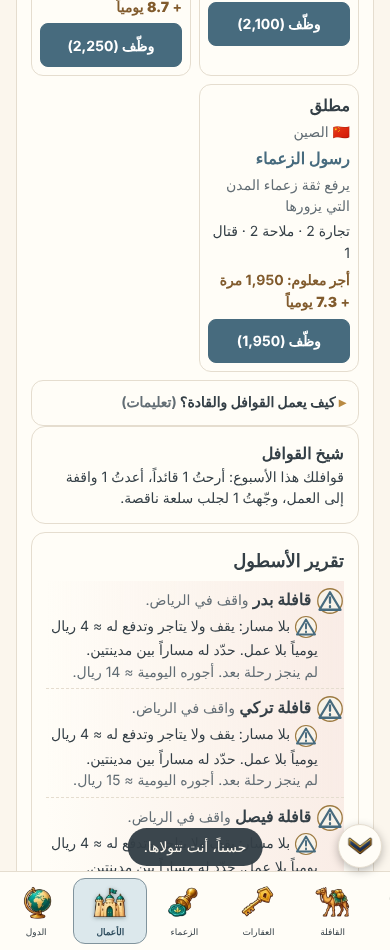 وظّف (2,100)
+ 8.7 يومياً
وظّف (2,250)
مطلق
🇨🇳 الصين
رسول الزعماء
يرفع ثقة زعماء المدن
التي يزورها
تجارة 2 · ملاحة 2 · قتال
1
أجر معلوم: 1,950 مرة
+ 7.3 يومياً
وظّف (1,950)
كيف يعمل القوافل والقادة؟ (تعليمات)
شيخ القوافل
قوافلك هذا الأسبوع: أرحتُ 1 قائداً، أعدتُ 1 واقفة
إلى العمل، وجّهتُ 1 لجلب سلعة ناقصة.
تقرير الأسطول
قافلة بدر واقف في الرياض.
بلا مسار: يقف ولا يتاجر وتدفع له ≈ 4 ريال
يومياً بلا عمل. حدّد له مساراً بين مدينتين.
لم ينجز رحلة بعد. أجوره اليومية ≈ 14 ريال.
قافلة تركي واقف في الرياض.
بلا مسار: يقف ولا يتاجر وتدفع له ≈ 4 ريال
يومياً بلا عمل. حدّد له مساراً بين مدينتين.
لم ينجز رحلة بعد. أجوره اليومية ≈ 15 ريال.
قافلة فيصل واقف في الرياض.
بلا مسار: يقف ≈ 4 ريال
حسناً، أنت تتولاها.
القافلة
العقارات
الزعماء
الأعمال
الدول